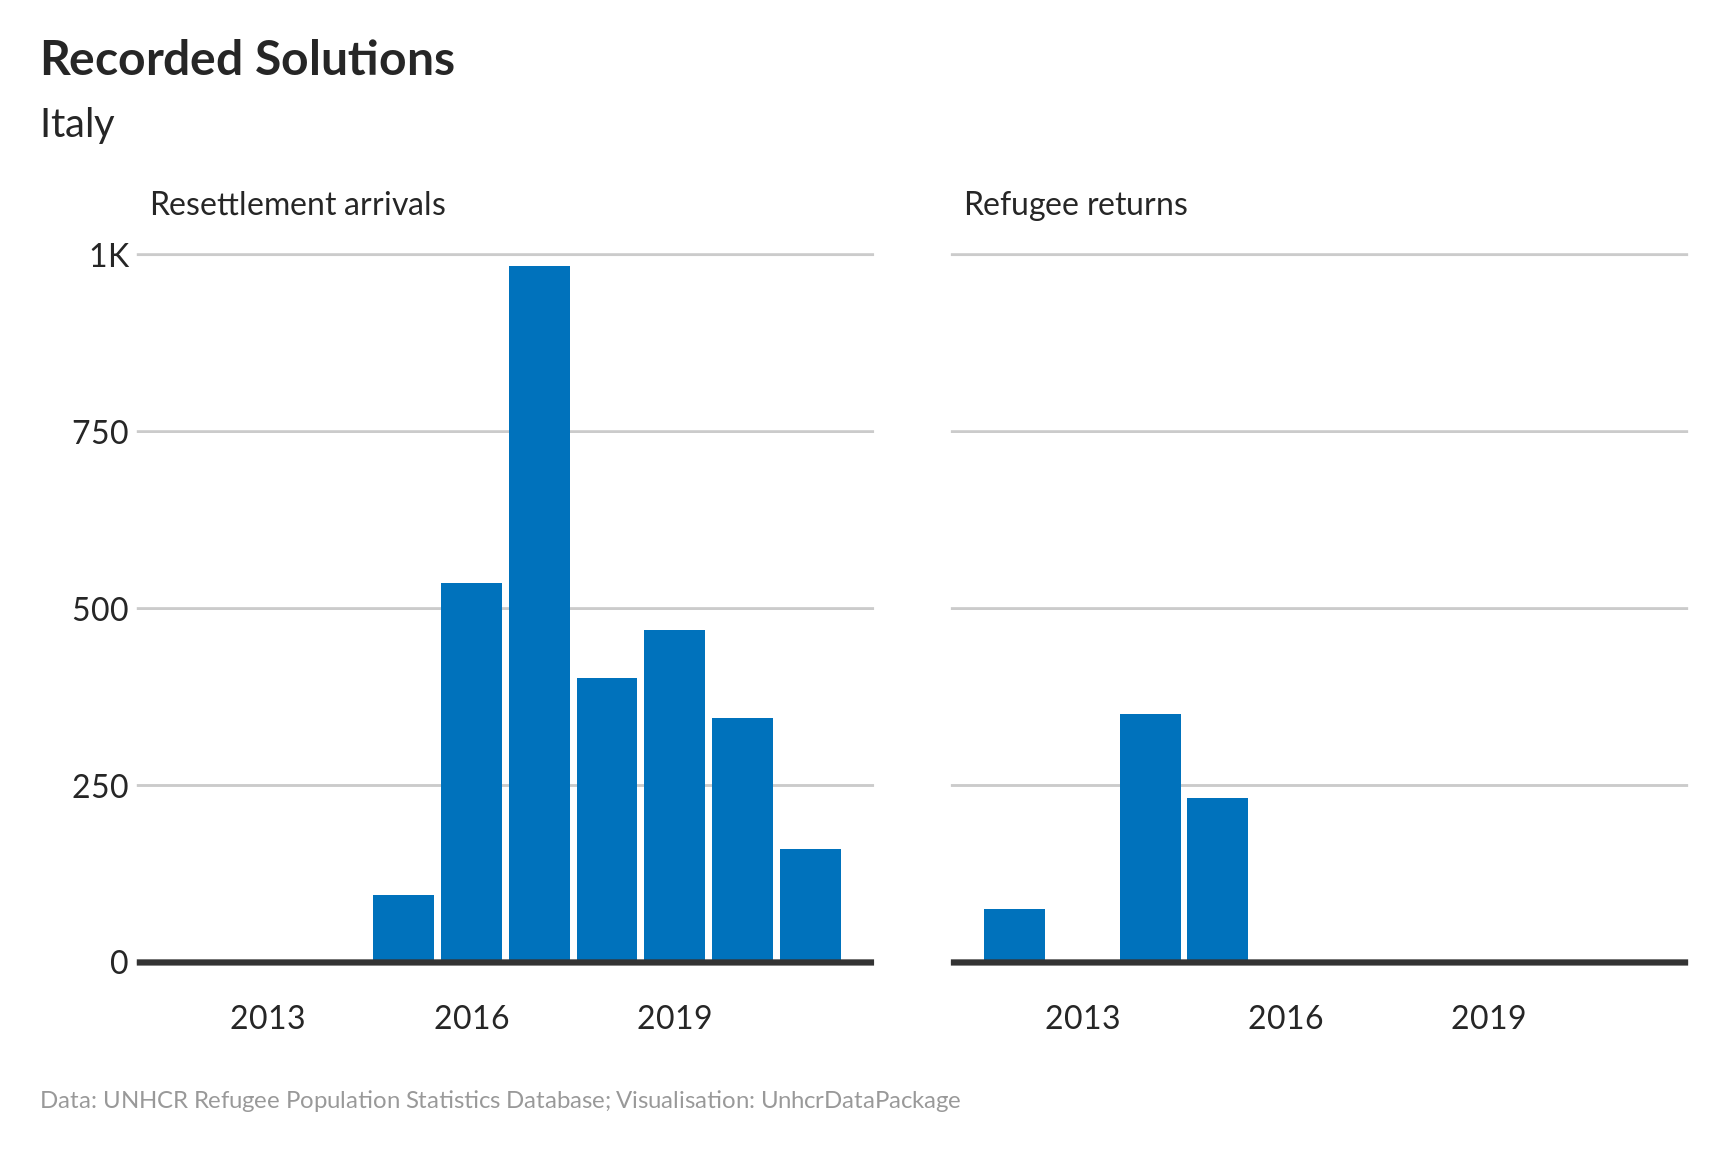 Recorded Solutions
Italy
Resettlement arrivals
1K
750
500
250
0
2013 2016 2019
Refugee returns
2013 2016 2019
Data: UNHCR Refugee Population Statistics Database; Visualisation: UnhcrDataPackage